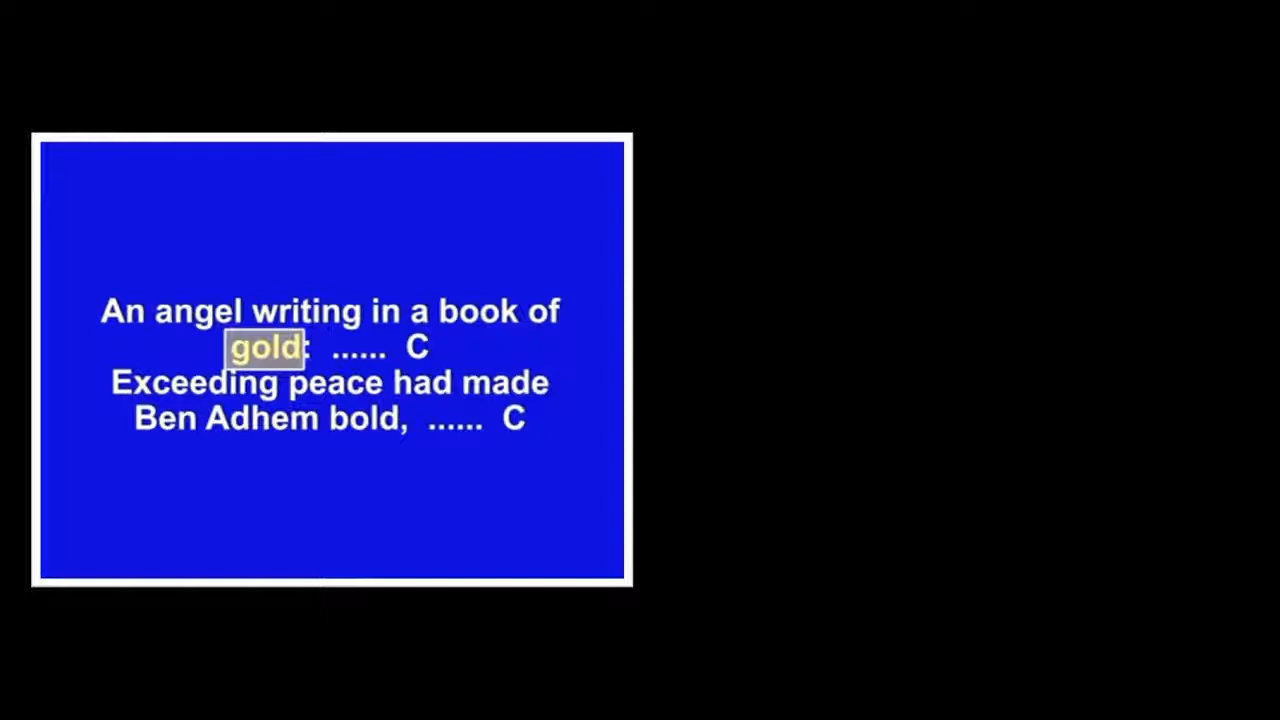 An angel writing in a book of
gold: ...... C
Exceeding peace had made
Ben Adhem bold, ...... C